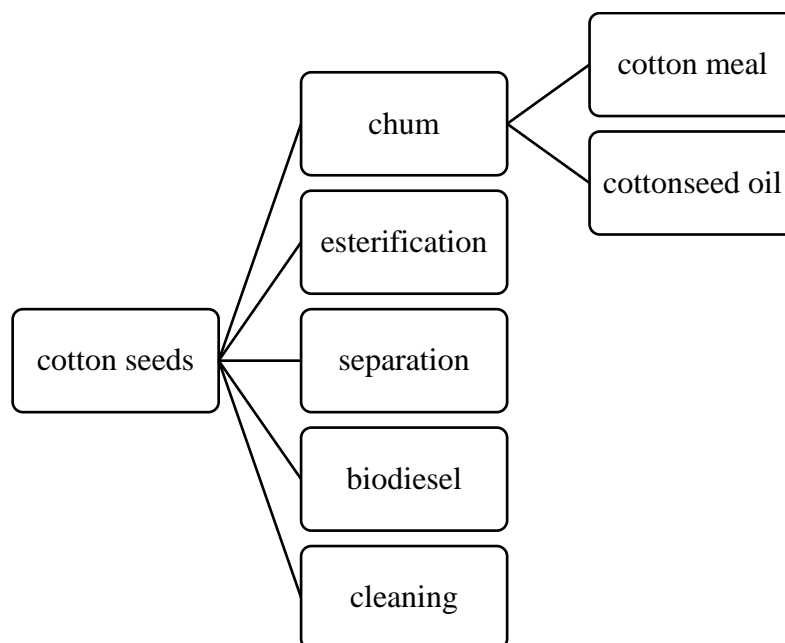 cotton meal
chum
cottonseed oil
esterification
cotton seeds
separation
biodiesel
cleaning